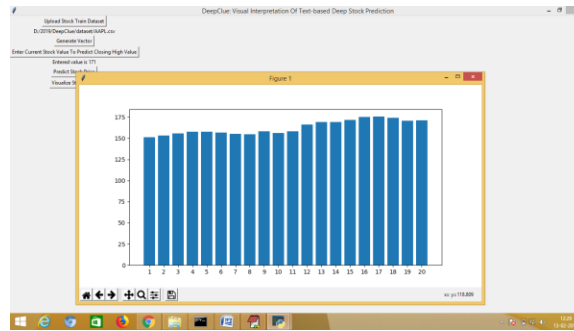 DeepClue: Visual Interpretation Of Text-based Deep Stock Prediction
Upload Stock Train Dataset
D:/2019/DeepClue/dataset/AAPL.csv
Generate Vector
Enter Current Stock Value To Predict Closing High Value
Entered value is 171
Predict Stock
Visualize
Figure 1
175
150
125
100
75
50
25
0
1 2 3 4 5 6 7 8 9 10 11 12 13 14 15 16 17 18 19 20